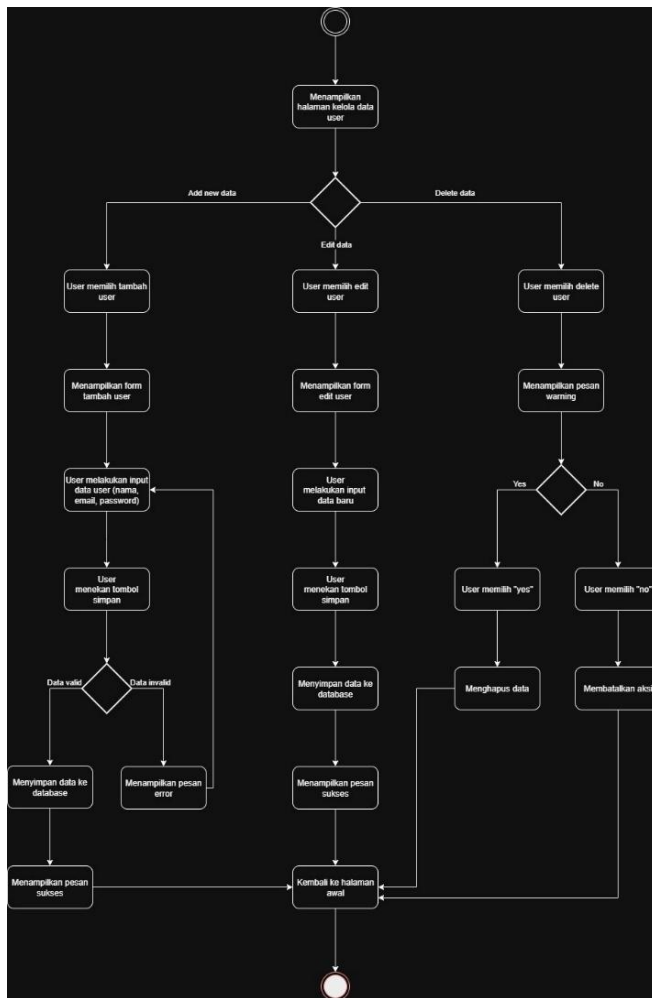 Menampilkan
halaman kelola data
user
Add new data
Delete data
Edit data
User memilih tambah
user
User memilih edit
user
User memilih delete
user
Menampilkan form
tambah user
Menampilkan form
edit user
Menampilkan pesan
warning
User melakukan input
data user (nama,
email, password)
User
melakukan input
data baru
Yes
No
User
menekan tombol
simpan
User
menekan tombol
simpan
User memilih "yes"
User memilih "no"
Data valid
Data invalid
Menyimpan data ke
database
Menghapus data
Membatalkan aksi
Menyimpan data ke
database
Menampilkan pesan
error
Menampilkan pesan
sukses
Menampilkan pesan
sukses
Kembali ke halaman
awal